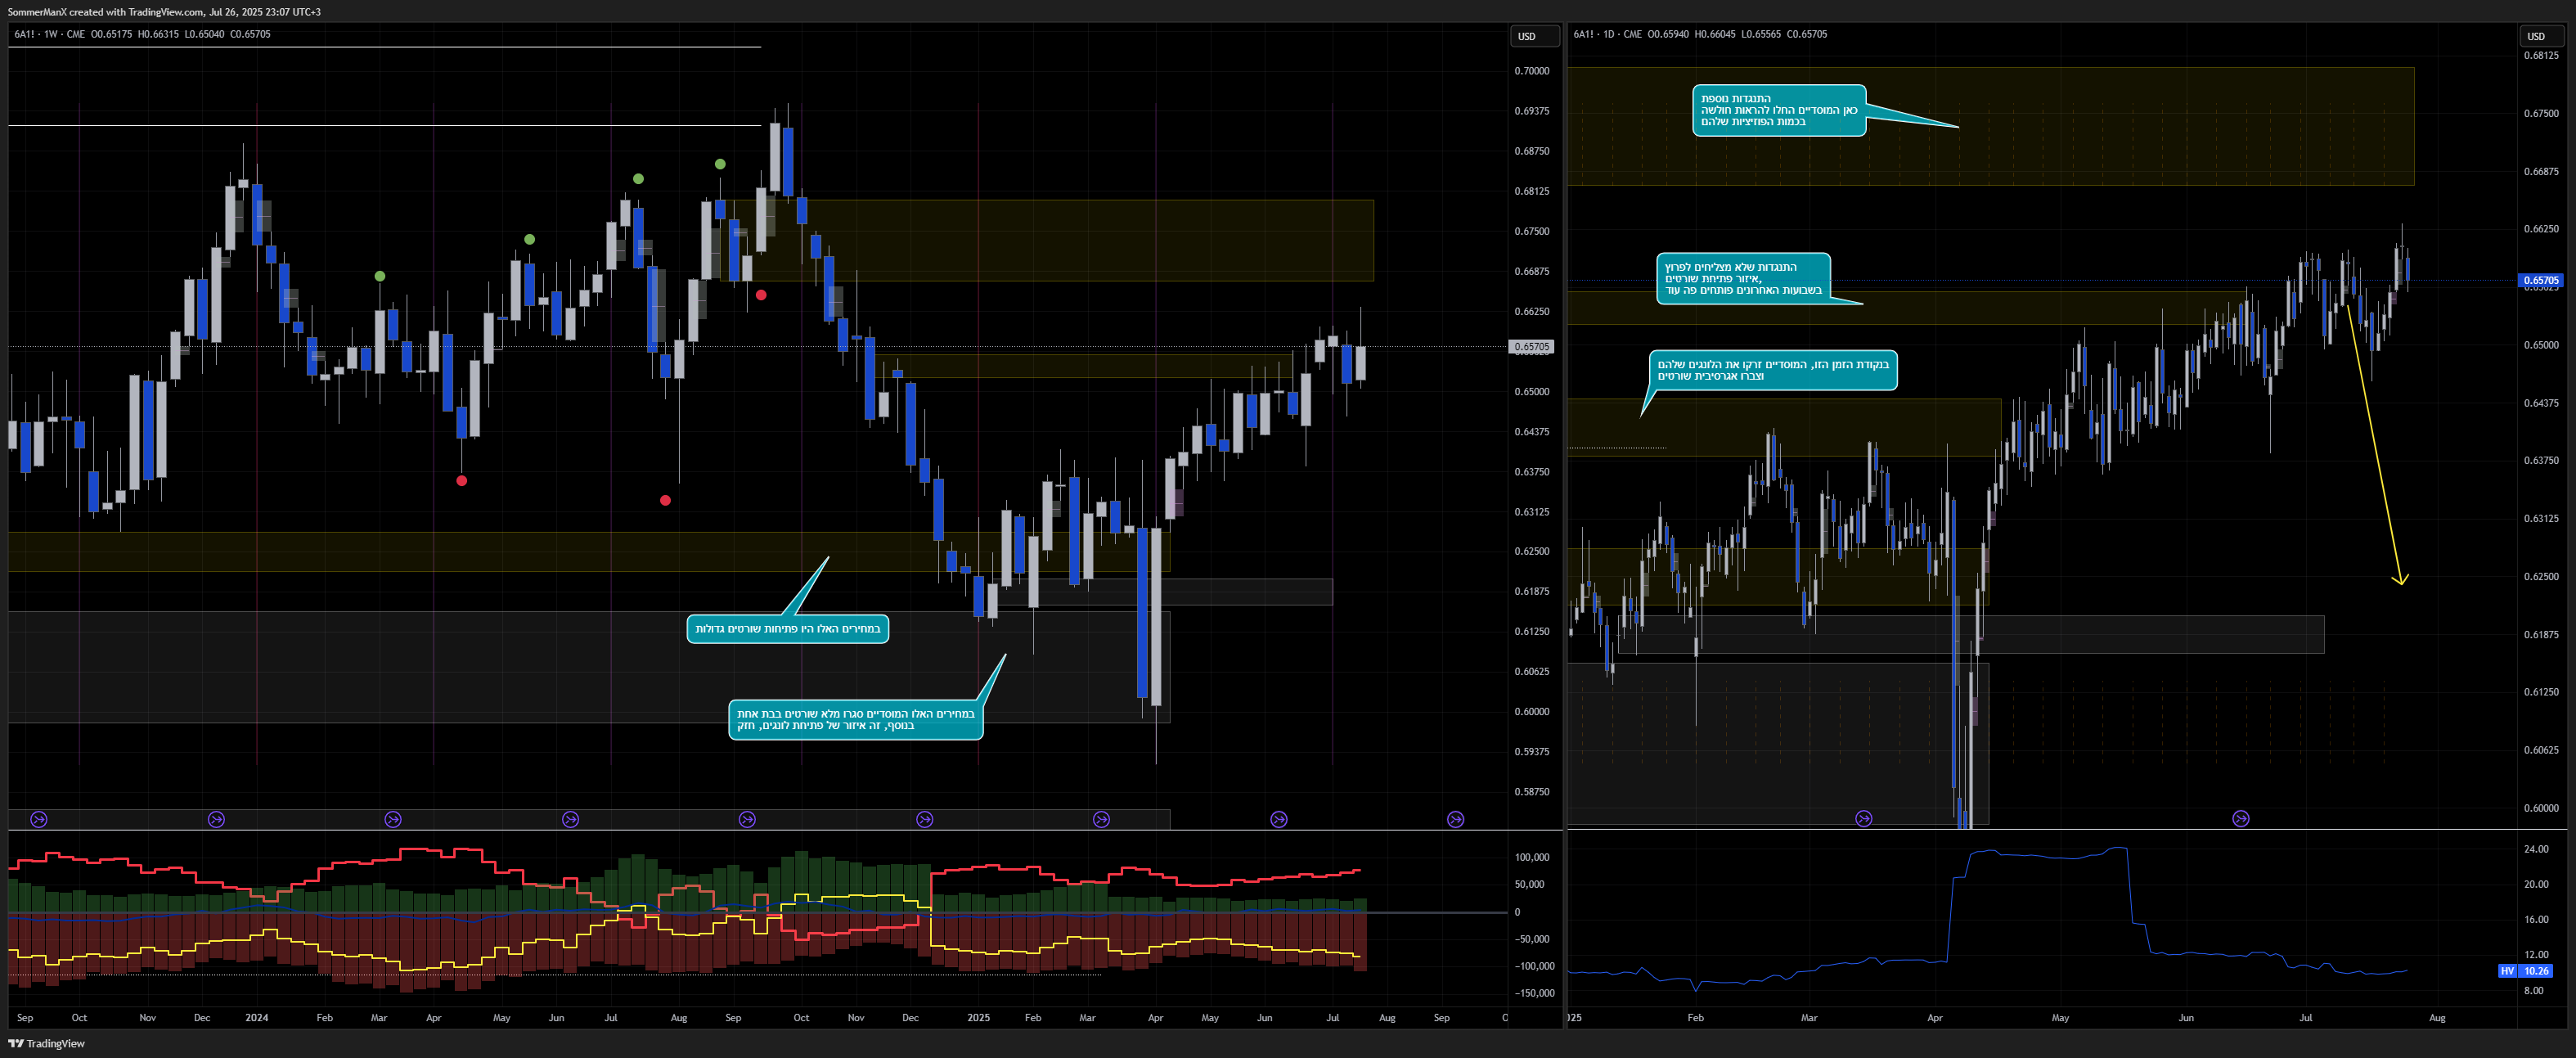 SommerManX created with TradingView.com, Jul 26, 2025 23:07 UTC+3
6A1! · 1W · CME O0.65175 H0.66315 L0.65040 C0.65705
USD
0.70000
0.69375
0.68750
0.68125
0.67500
0.66875
0.66250
0.65705
0.65000
0.64375
0.63750
0.63125
0.62500
0.61875
0.61250
0.60625
0.60000
0.59375
0.58750
במחירים האלו היו פתיחות שורטים גדולות
במחירים האלו המוסדיים סגרו מלא שורטים בבת אחת
בנוסף, זה איזור של פתיחת לונגים, חזק
100,000
50,000
0
−50,000
−100,000
−150,000
Sep Oct Nov Dec 2024 Feb Mar Apr May Jun Jul Aug Sep Oct Nov Dec 2025 Feb Mar Apr May Jun Jul Aug Sep
6A1! · 1D · CME O0.65940 H0.66045 L0.65565 C0.65705
USD
0.68125
0.67500
0.66875
0.66250
0.65705
0.65625
0.65000
0.64375
0.63750
0.63125
0.62500
0.61875
0.61250
0.60625
0.60000
התנגדות נוספת
כאן המוסדיים החלו להראות חולשה
בכמות הפוזיציות שלהם
התנגדות שלא מצליחים לפרוץ
איזור פתיחת שורטים,
בשבועות האחרונים פותחים פה עוד
בנקודת הזמן הזו, המוסדיים זרקו את הלונגים שלהם
וצברו אגרסיבית שורטים
24.00
20.00
16.00
12.00
HV 10.26
8.00
Feb Mar Apr May Jun Jul Aug
TradingView